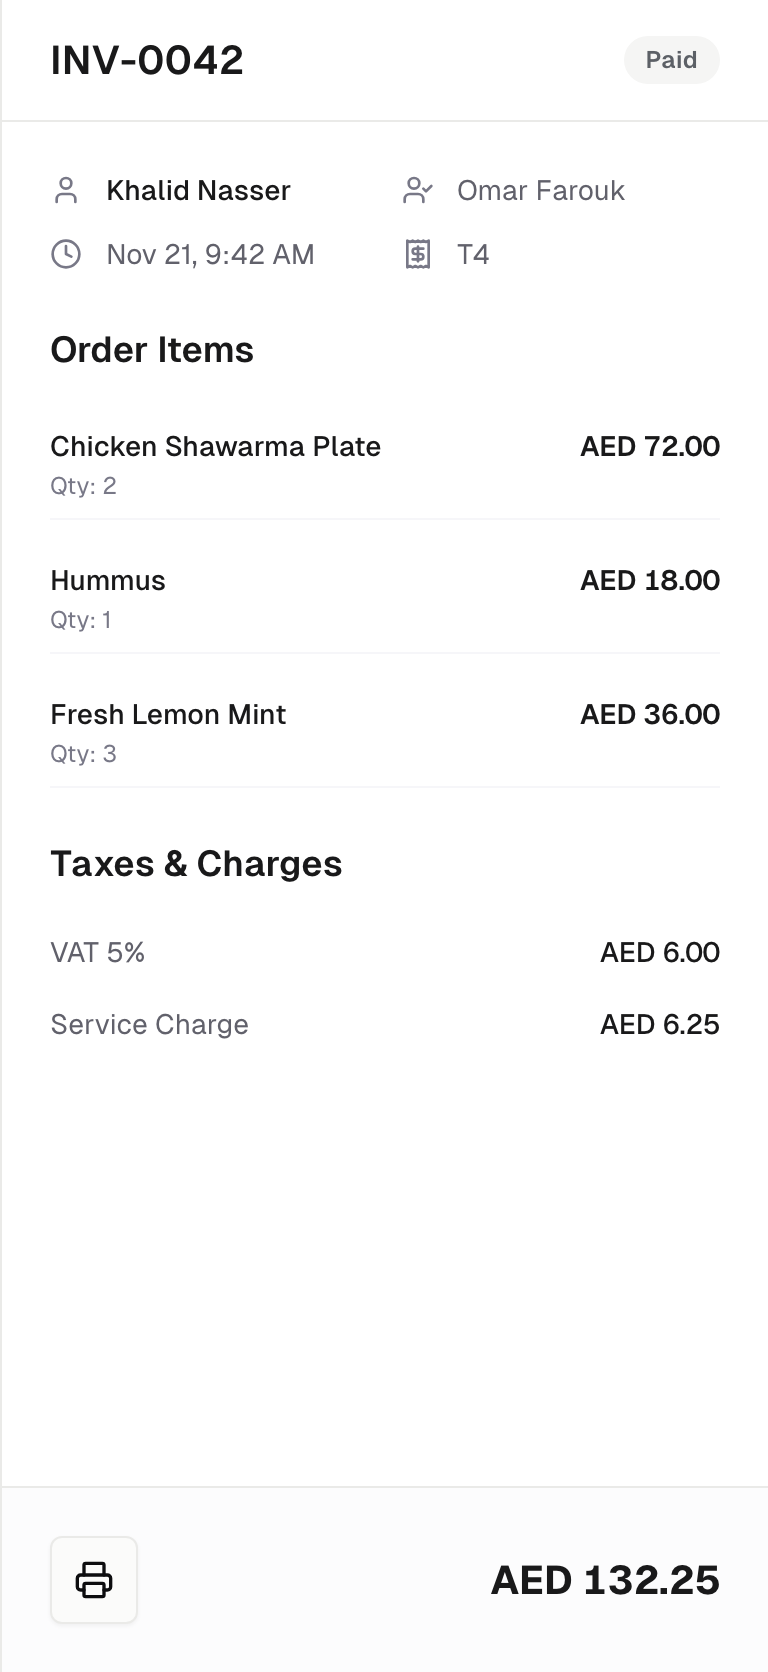 INV-0042
Paid
Khalid Nasser
Omar Farouk
Nov 21, 9:42 AM
T4
Order Items
Chicken Shawarma Plate
AED 72.00
Qty: 2
Hummus
AED 18.00
Qty: 1
Fresh Lemon Mint
AED 36.00
Qty: 3
Taxes & Charges
VAT 5%
AED 6.00
Service Charge
AED 6.25
AED 132.25